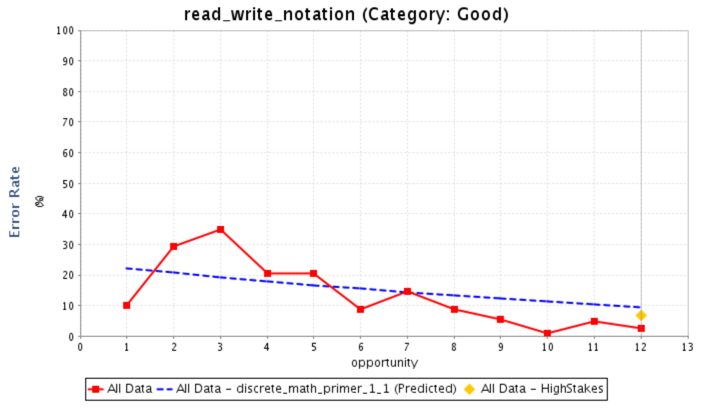 read_write_notation (Category: Good)
100
90
80
70
60
50
40
30
20
10
0
Error Rate
(%)
0 1 2 3 4 5 6 7 8 9 10 11 12 13
opportunity
All Data All Data - discrete_math_primer_1_1 (Predicted) All Data - HighStakes